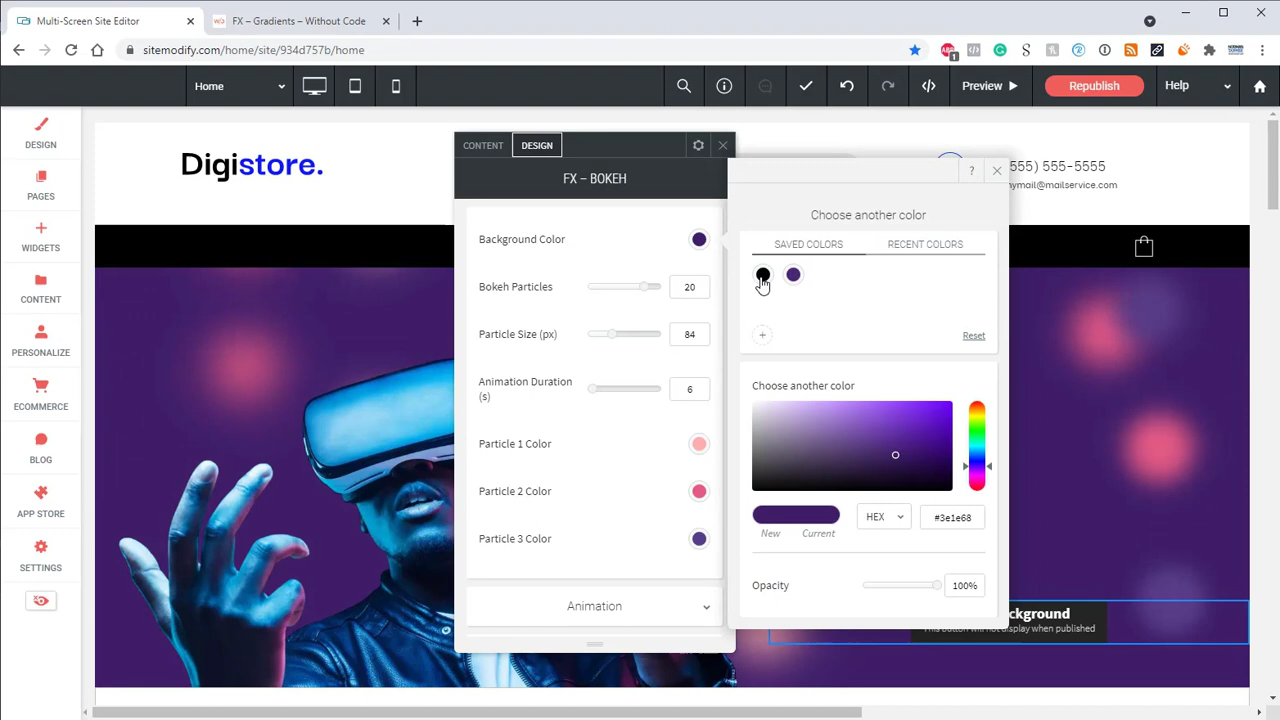 Multi-Screen Site Editor
FX – Gradients – Without Code
sitemodify.com/home/site/934d757b/home
1
Home
Preview
Republish
Help
DESIGN
PAGES
WIDGETS
CONTENT
PERSONALIZE
ECOMMERCE
BLOG
APP STORE
SETTINGS
Digistore.
CONTENT
DESIGN
FX – BOKEH
Background Color
Bokeh Particles
20
Particle Size (px)
84
Animation Duration
(s)
6
Particle 1 Color
Particle 2 Color
Particle 3 Color
Animation
?
Choose another color
SAVED COLORS
RECENT COLORS
+
Reset
Choose another color
New
Current
HEX
#3e1e68
Opacity
100%
555) 555-5555
mymail@mailservice.com
ackground
This button will not display when published